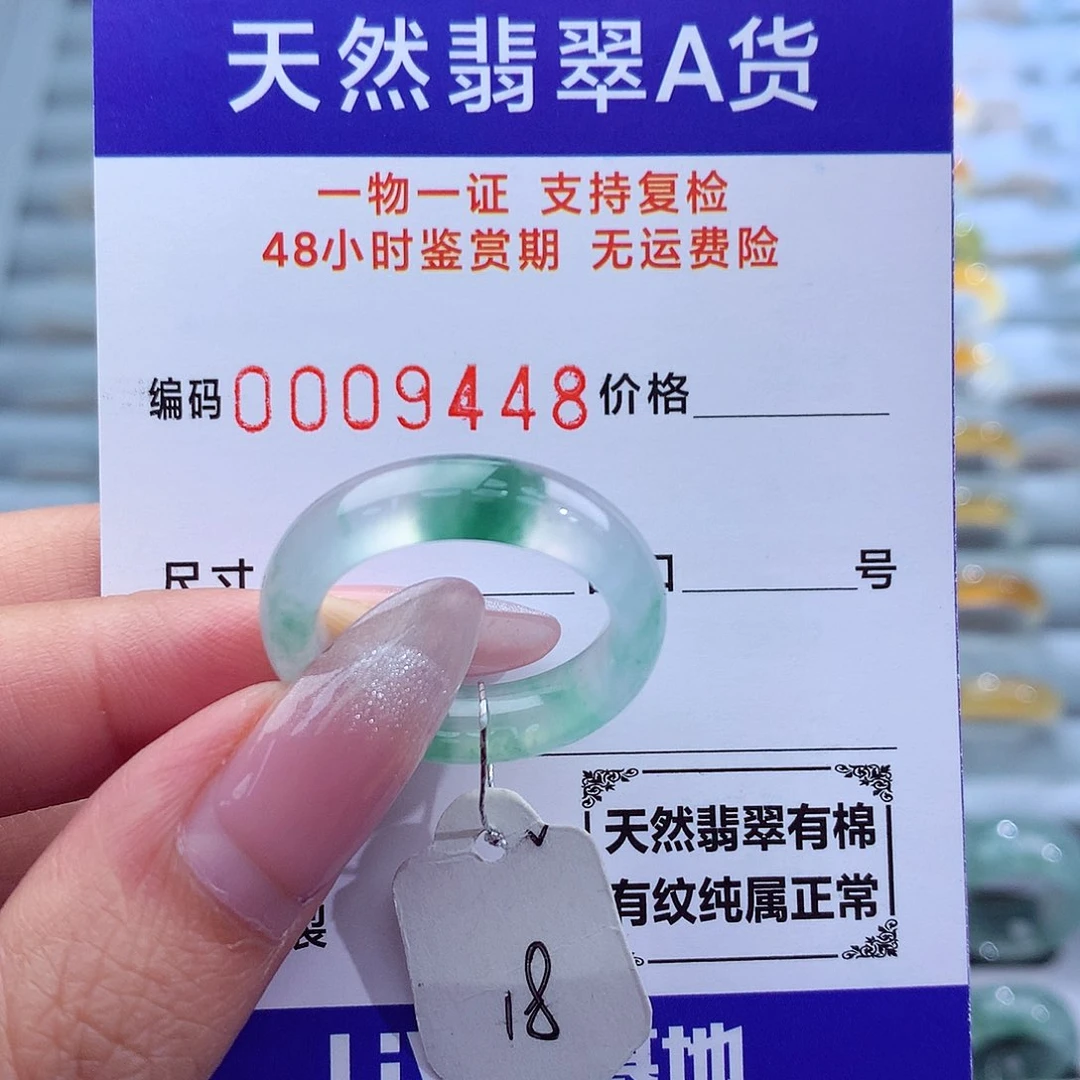 天然翡翠A货
一物一证 支持复检
48小时鉴赏期 无运费险
编码 0009448 价格
尺寸 号
天然翡翠有棉
有纹纯属正常
18
基地